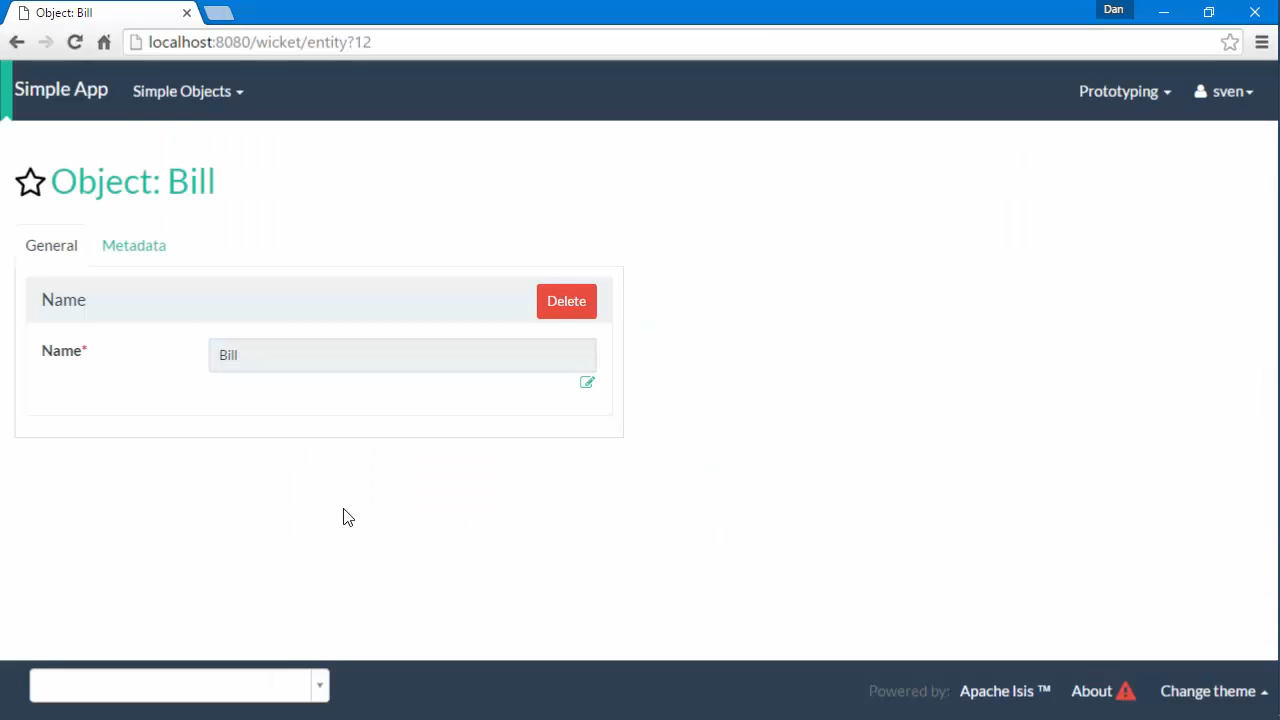 Object: Bill
Dan
localhost:8080/wicket/entity?12
Simple App Simple Objects Prototyping sven
Object: Bill
General Metadata
Name Delete
Name* Bill
Powered by: Apache Isis ™ About Change theme